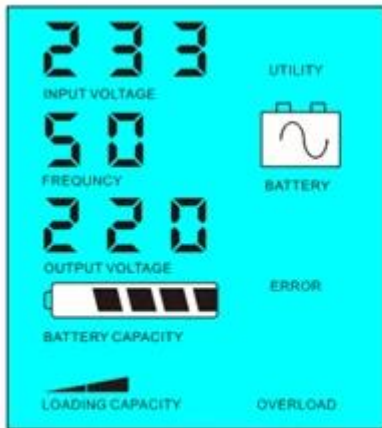 233
UTILITY
INPUT VOLTAGE
50
FREQUNCY
BATTERY
220
OUTPUT VOLTAGE
ERROR
BATTERY CAPACITY
LOADING CAPACITY
OVERLOAD